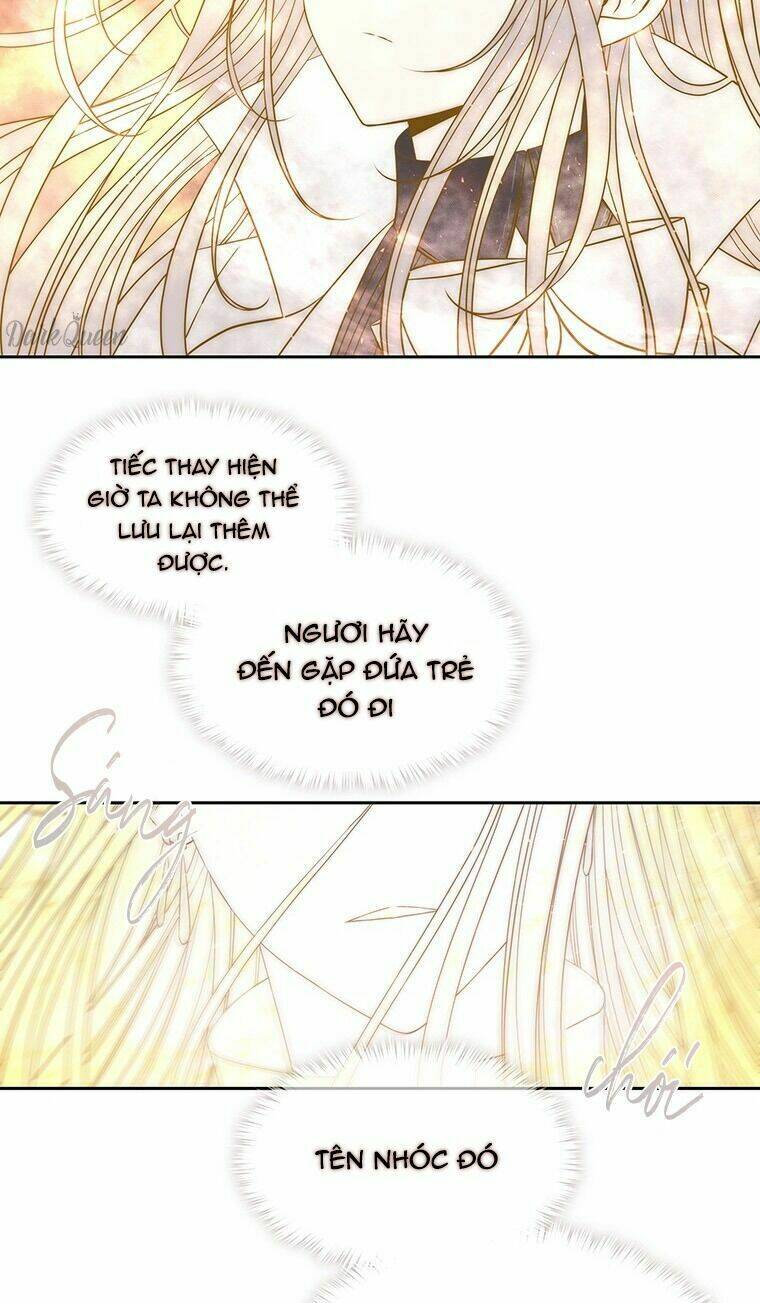 DarkQueen
TIẾC THAY HIỆN
GIỜ TA KHÔNG THỂ
LƯU LẠI THÊM
ĐƯỢC.
NGƯƠI HÃY
ĐẾN GẶP ĐỨA TRẺ
ĐÓ ĐI
Sáng
chói
TÊN NHÓC ĐÓ